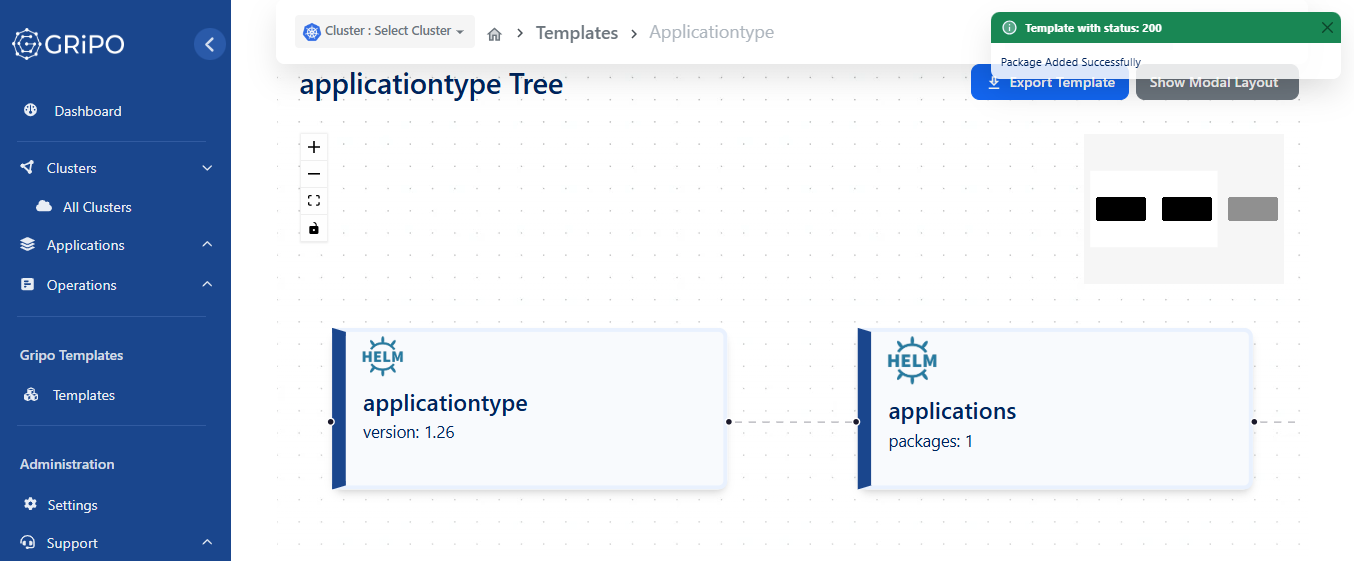 GRiPO
Cluster : Select Cluster
Templates
Applicationtype
Template with status: 200
Package Added Successfully
applicationtype Tree
Export Template
Show Modal Layout
Dashboard
Clusters
All Clusters
Applications
Operations
Gripo Templates
Templates
Administration
Settings
Support
HELM
applicationtype
version: 1.26
HELM
applications
packages: 1